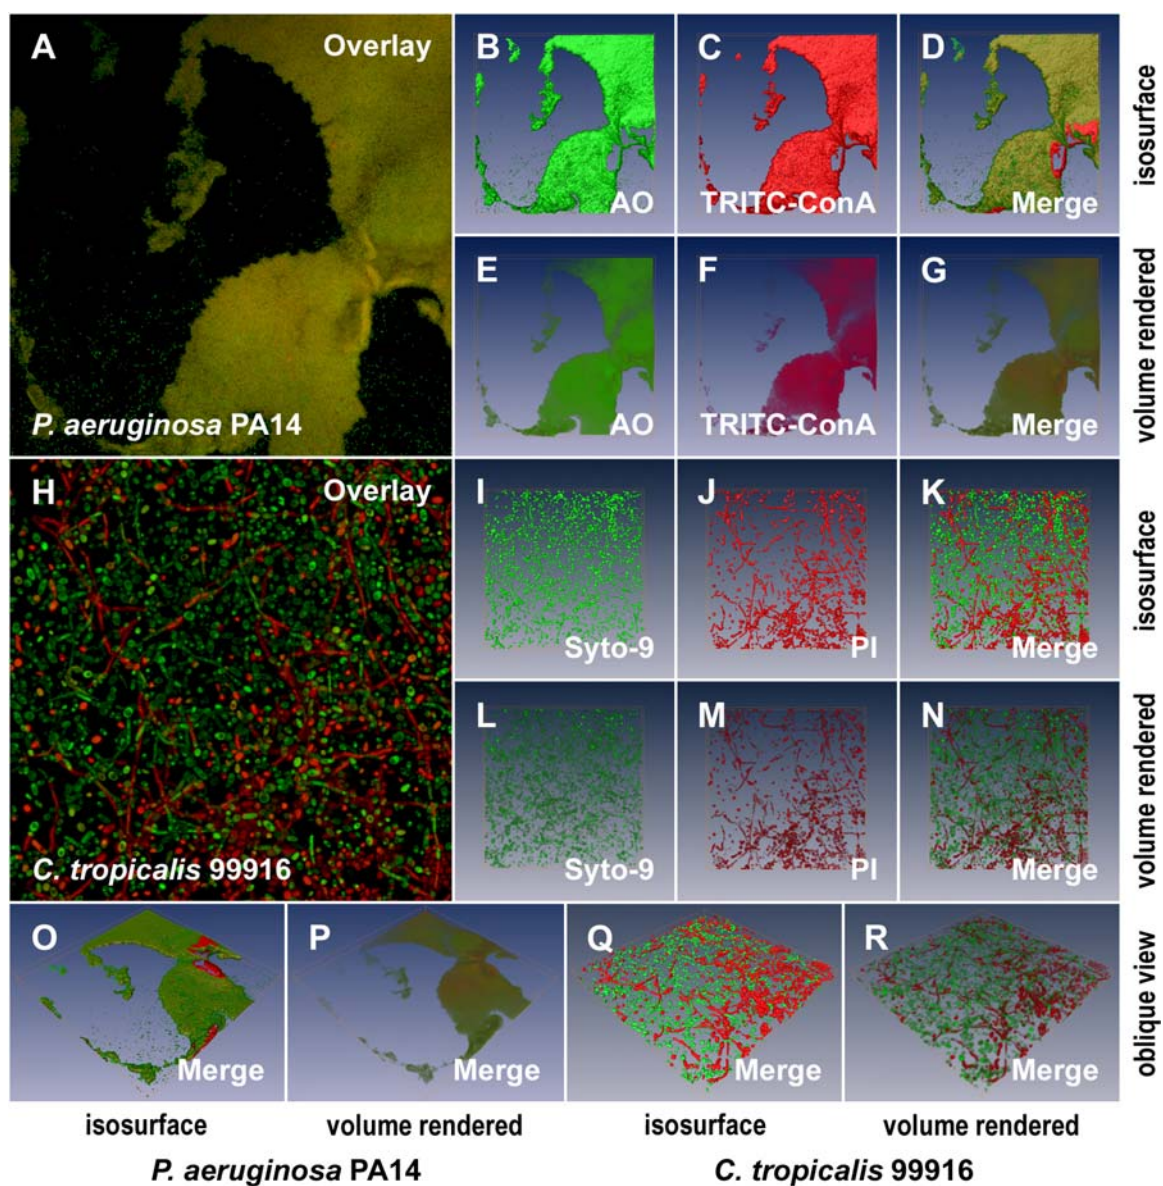 A Overlay
P. aeruginosa PA14
B AO
C TRITC-ConA
D Merge
isosurface
E AO
F TRITC-ConA
G Merge
volume rendered
H Overlay
C. tropicalis 99916
I Syto-9
J PI
K Merge
isosurface
L Syto-9
M PI
N Merge
volume rendered
O Merge
P Merge
Q Merge
R Merge
oblique view
isosurface
volume rendered
isosurface
volume rendered
P. aeruginosa PA14
C. tropicalis 99916